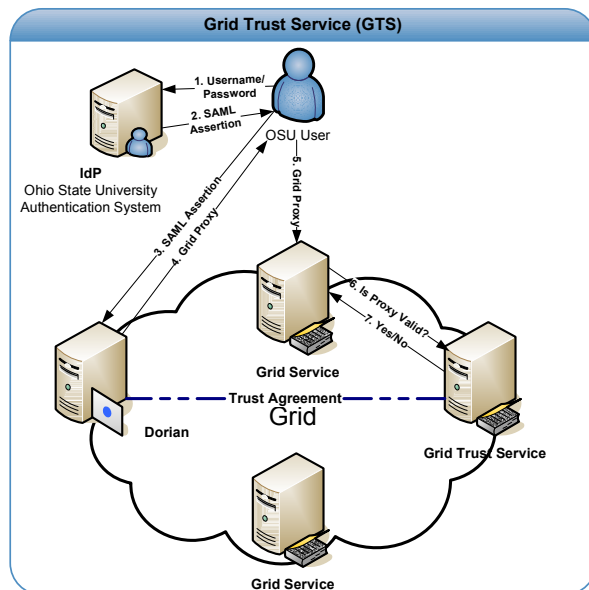 Grid Trust Service (GTS)
1. Username/
Password
2. SAML
Assertion
OSU User
IdP
Ohio State University
Authentication System
3. SAML Assertion
4. Grid Proxy
5. Grid Proxy
6. Is Proxy Valid?
7. Yes/No
Grid Service
Trust Agreement
Grid
Dorian
Grid Trust Service
Grid Service